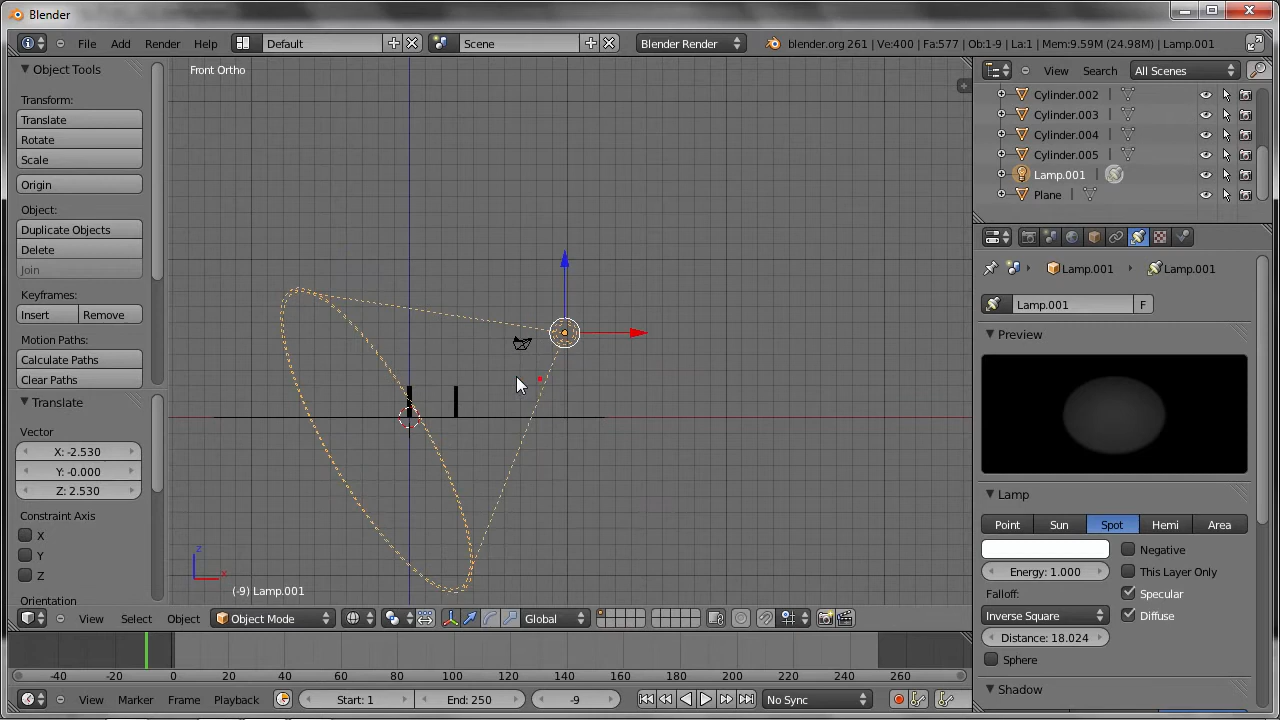 Blender
File Add Render Help Default Scene Blender Render blender.org 261 | Ve:400 | Fa:577 | Ob:1-9 | La:1 | Mem:9.59M (24.98M) | Lamp.001
Object Tools
Transform:
Translate
Rotate
Scale
Origin
Object:
Duplicate Objects
Delete
Join
Keyframes:
Insert Remove
Motion Paths:
Calculate Paths
Clear Paths
Translate
Vector
X: -2.530
Y: -0.000
Z: 2.530
Constraint Axis
X
Y
Z
Orientation
Front Ortho
z
x
(-9) Lamp.001
View Select Object Object Mode Global
View Search All Scenes
Cylinder.002
Cylinder.003
Cylinder.004
Cylinder.005
Lamp.001
Plane
Lamp.001 Lamp.001
Lamp.001 F
Preview
Lamp
Point Sun Spot Hemi Area
Negative
Energy: 1.000 This Layer Only
Falloff: Specular
Inverse Square Diffuse
Distance: 18.024
Sphere
Shadow
-40 -20 0 20 40 60 80 100 120 140 160 180 200 220 240 260
View Marker Frame Playback Start: 1 End: 250 -9 No Sync